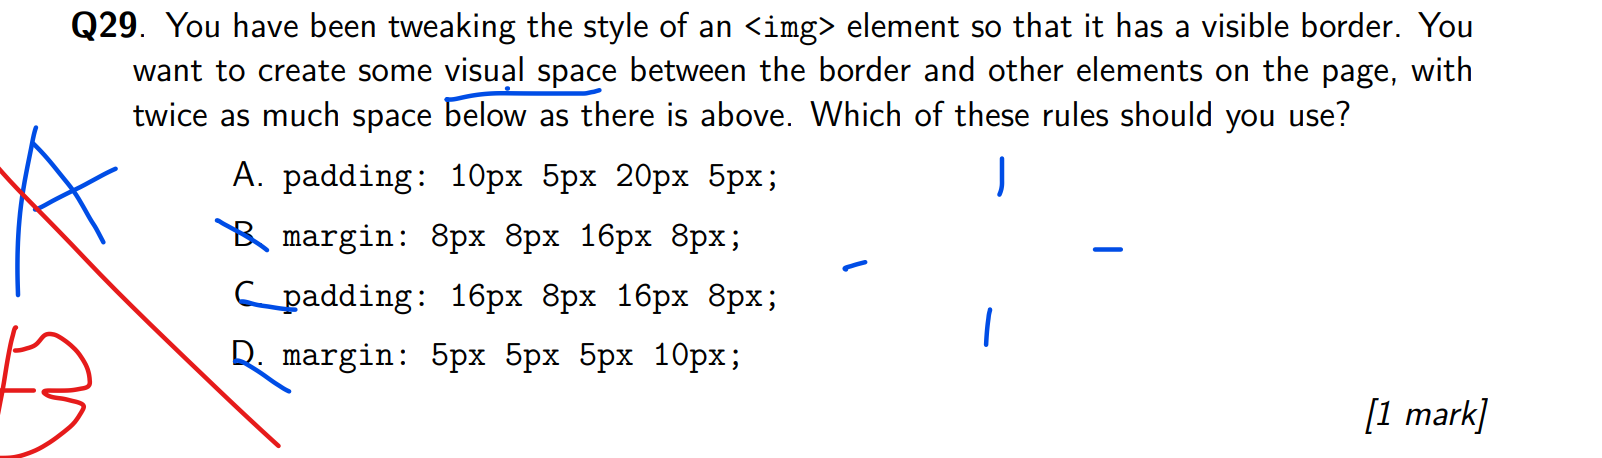 Q29. You have been tweaking the style of an <img> element so that it has a visible border. You
want to create some visual space between the border and other elements on the page, with
twice as much space below as there is above. Which of these rules should you use?
A. padding: 10px 5px 20px 5px;
B. margin: 8px 8px 16px 8px;
C. padding: 16px 8px 16px 8px;
D. margin: 5px 5px 5px 10px;
[1 mark]
A
B